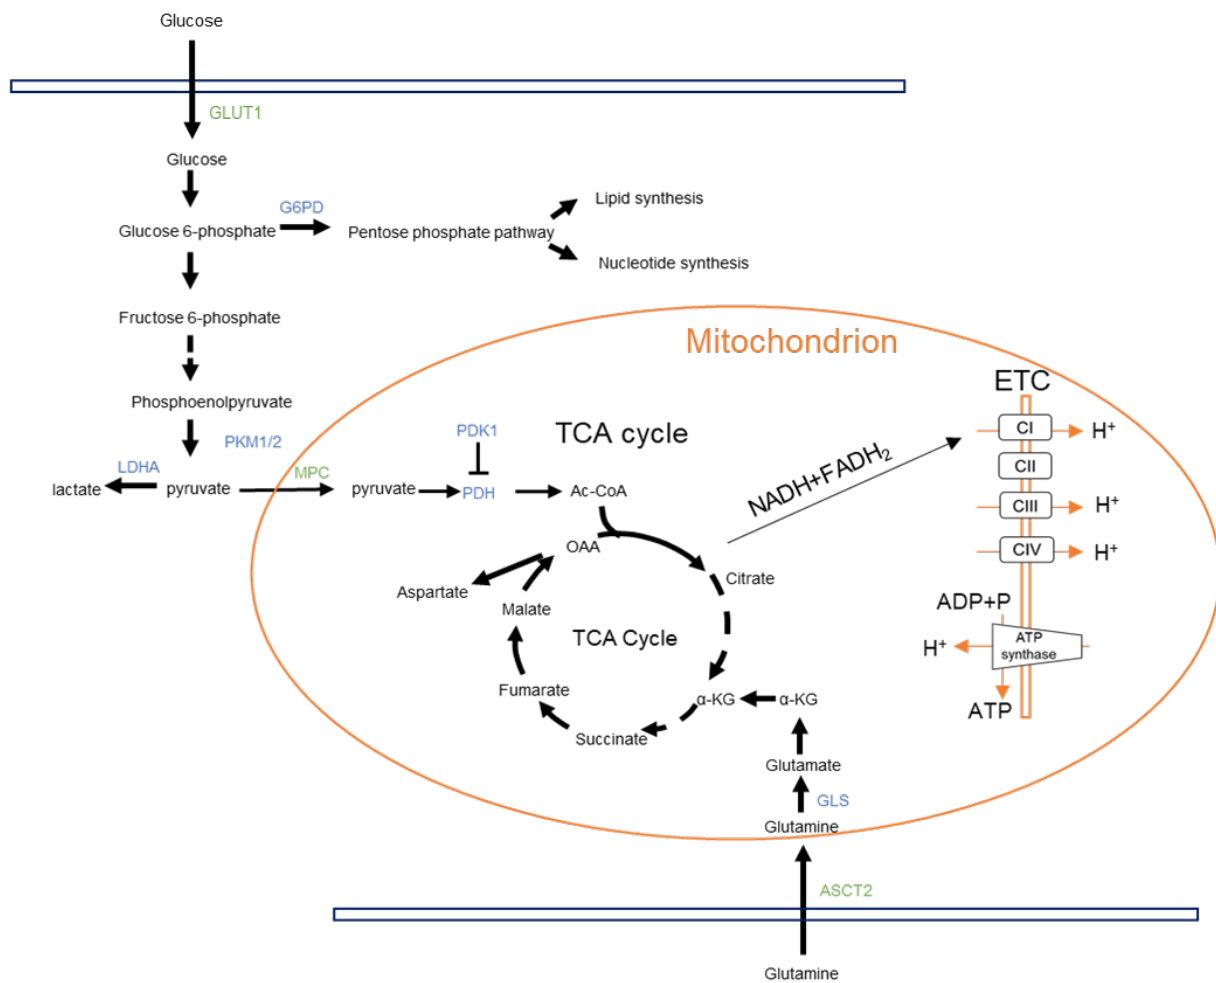 Glucose
GLUT1
Glucose
G6PD
Glucose 6-phosphate
Pentose phosphate pathway
Lipid synthesis
Nucleotide synthesis
Fructose 6-phosphate
Mitochondrion
ETC
Phosphoenolpyruvate
PKM1/2
LDHA
lactate
pyruvate
MPC
pyruvate
PDK1
PDH
TCA cycle
Ac-CoA
NADH+FADH₂
CI
H⁺
CII
CIII
H⁺
CIV
H⁺
OAA
Citrate
Aspartate
Malate
TCA Cycle
Fumarate
Succinate
α-KG
α-KG
ADP+P
H⁺
ATP
synthase
ATP
Glutamate
GLS
Glutamine
ASCT2
Glutamine